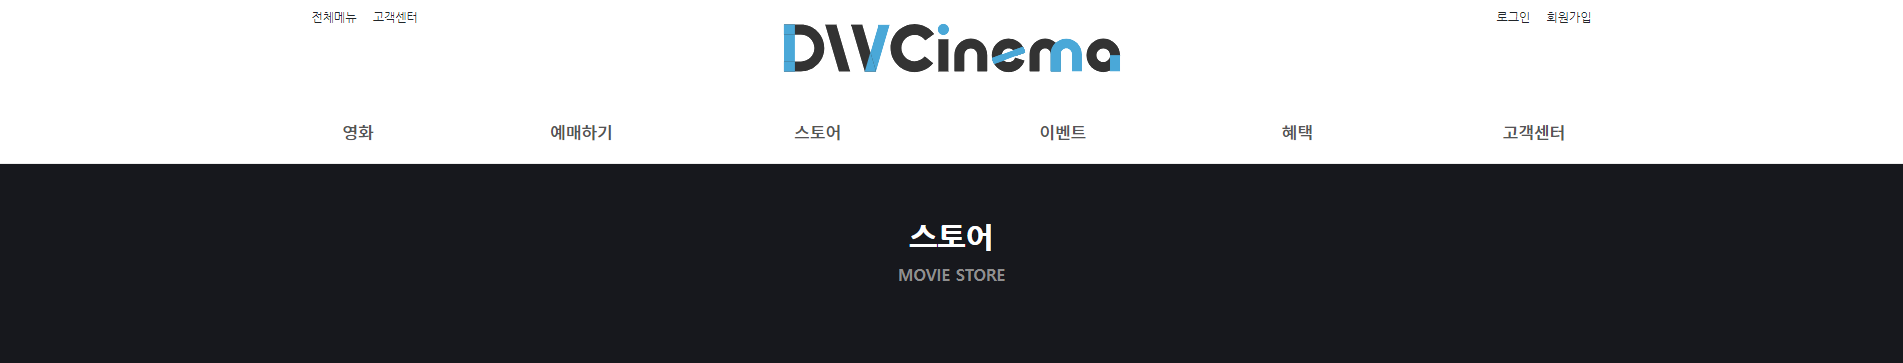 전체메뉴 고객센터
로그인 회원가입
DWCinema
영화 예매하기 스토어 이벤트 혜택 고객센터
스토어
MOVIE STORE